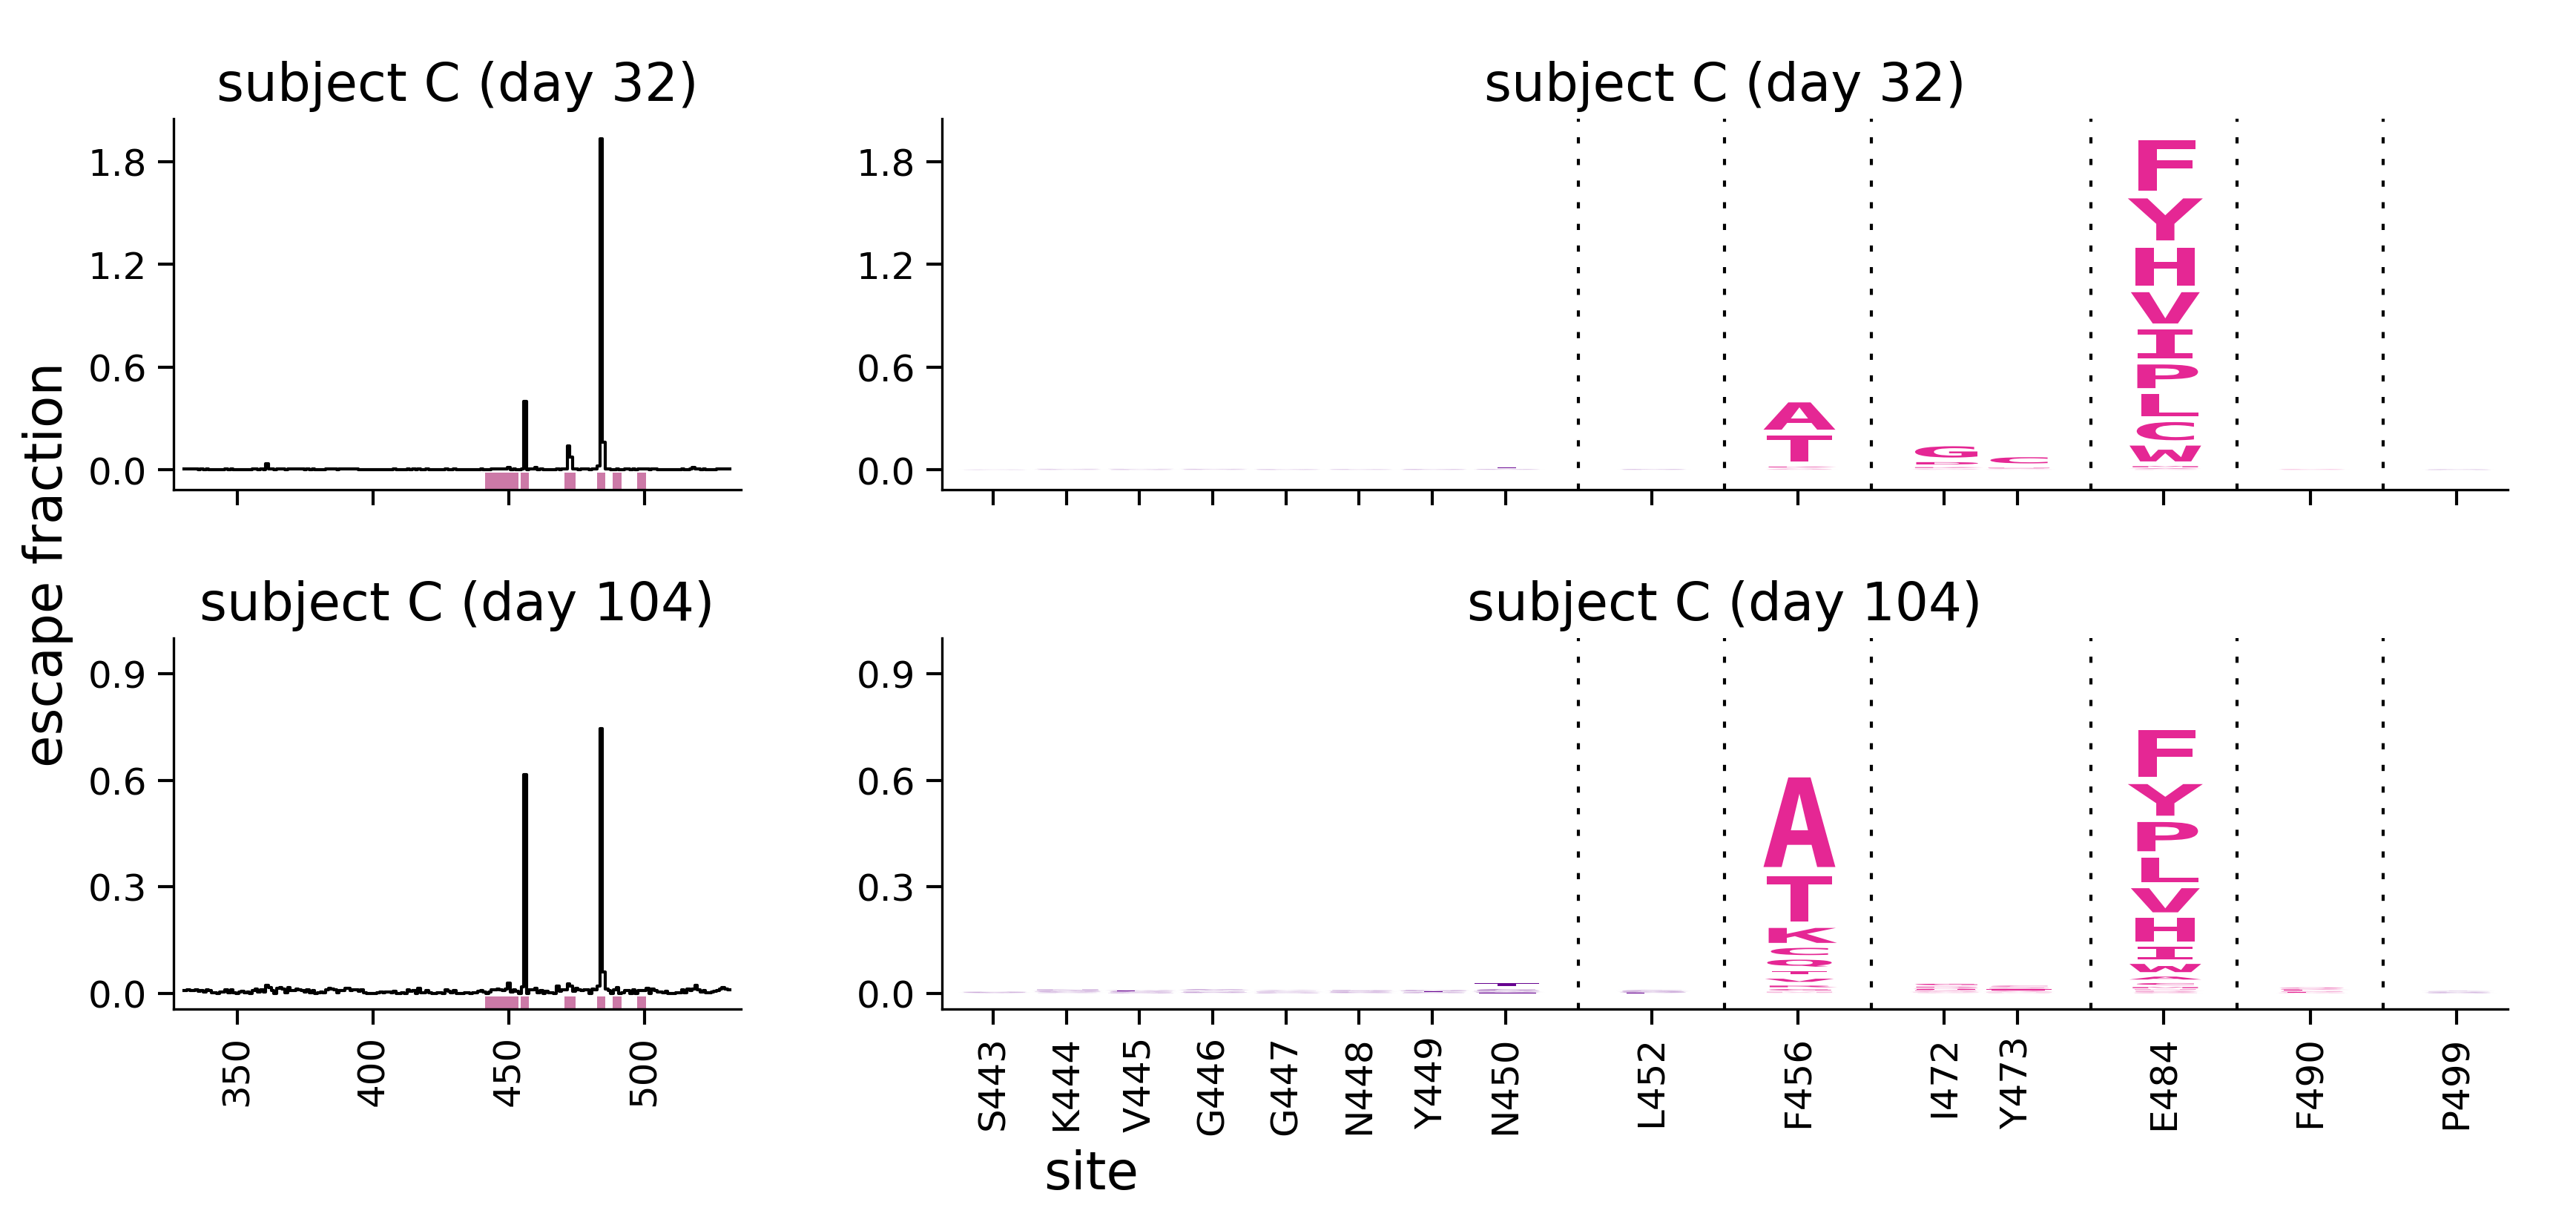 subject C (day 32)
subject C (day 32)
1.8
1.2
0.6
0.0
1.8
1.2
0.6
0.0
A
T
G
C
F
Y
H
V
I
P
L
C
W
escape fraction
subject C (day 104)
subject C (day 104)
0.9
0.6
0.3
0.0
0.9
0.6
0.3
0.0
A
T
K
C
Q
F
Y
P
L
V
H
I
W
350
400
450
500
S443
K444
V445
G446
G447
N448
Y449
N450
L452
F456
I472
Y473
E484
F490
P499
site